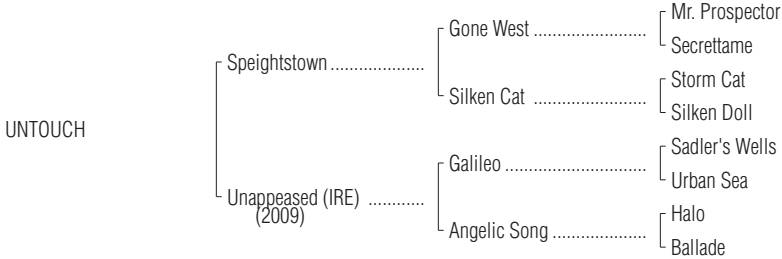 Mr. Prospector
Gone West ........................
Secrettame
Speightstown ....................
Storm Cat
Silken Cat ........................
Silken Doll
UNTOUCH
Sadler's Wells
Galileo ..............................
Urban Sea
Unappeased (IRE) ............
(2009)
Halo
Angelic Song ....................
Ballade